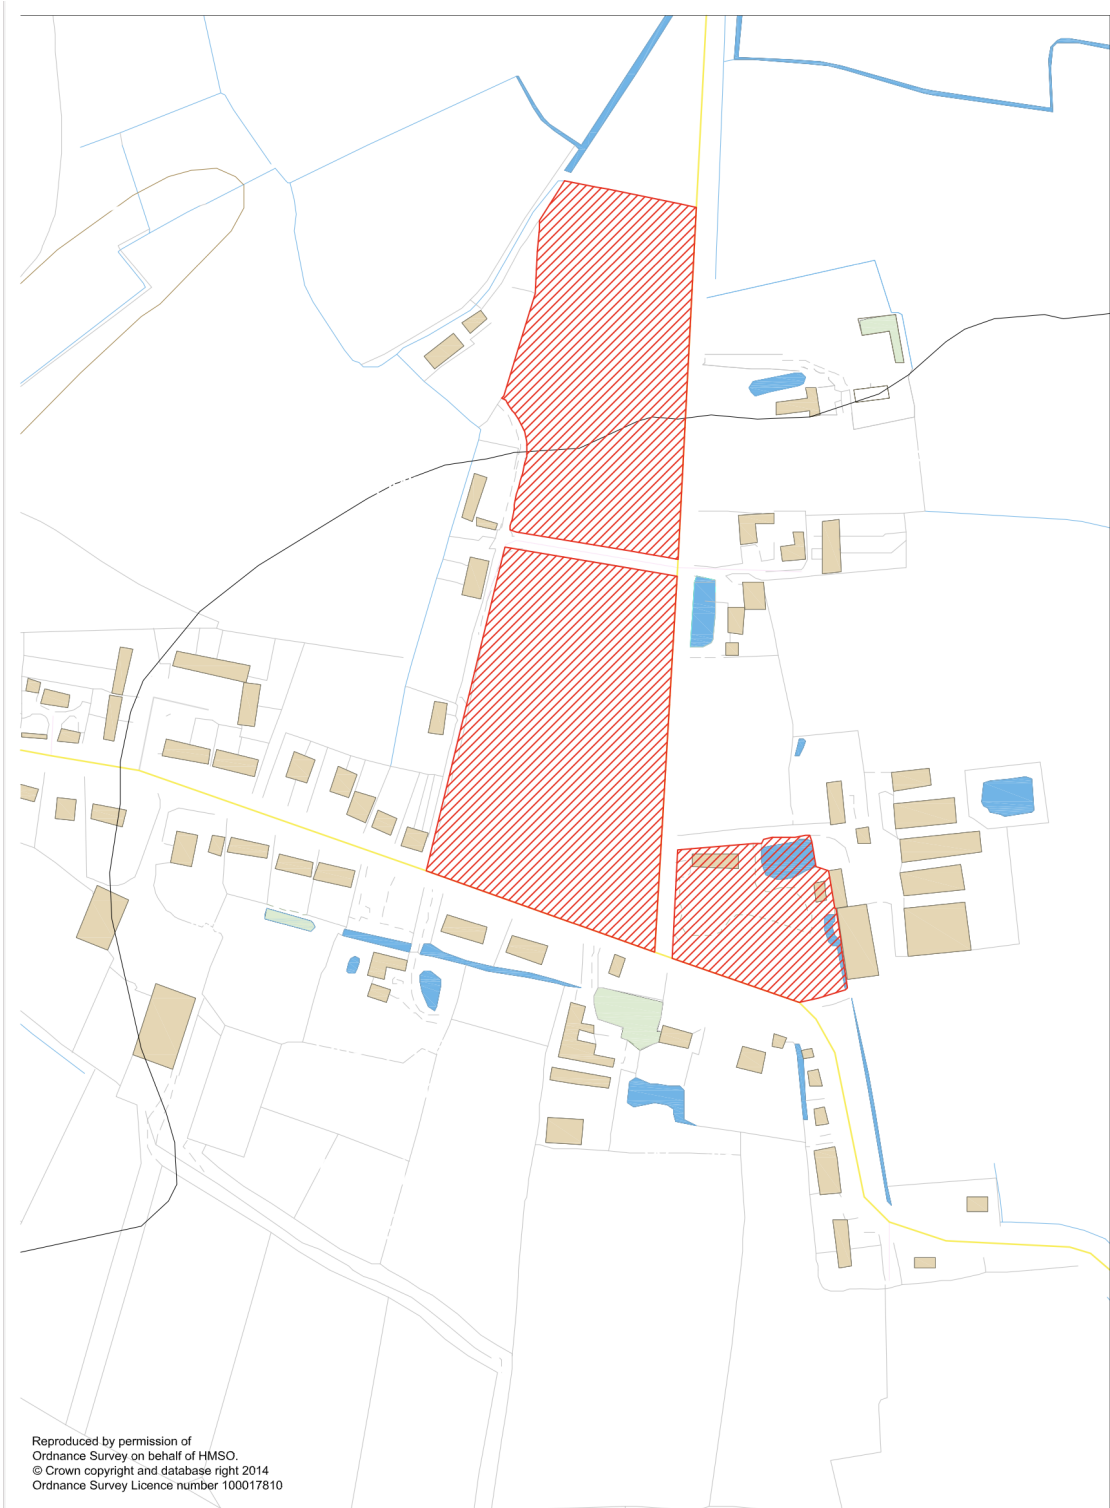 Reproduced by permission of
Ordnance Survey on behalf of HMSO.
© Crown copyright and database right 2014
Ordnance Survey Licence number 100017810